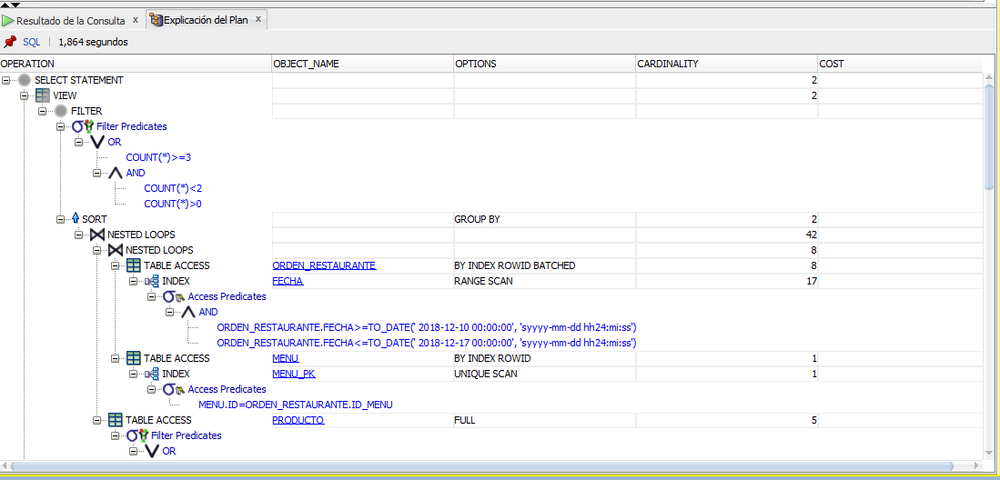 Resultado de la Consulta x Explicación del Plan x
SQL | 1,864 segundos
OPERATION OBJECT_NAME OPTIONS CARDINALITY COST
SELECT STATEMENT 2
VIEW 2
FILTER
Filter Predicates
OR
COUNT(*)>=3
AND
COUNT(*)<2
COUNT(*)>0
SORT GROUP BY 2
NESTED LOOPS 42
NESTED LOOPS 8
TABLE ACCESS ORDEN_RESTAURANTE BY INDEX ROWID BATCHED 8
INDEX FECHA RANGE SCAN 17
Access Predicates
AND
ORDEN_RESTAURANTE.FECHA>=TO_DATE(' 2018-12-10 00:00:00', 'syyyy-mm-dd hh24:mi:ss')
ORDEN_RESTAURANTE.FECHA<=TO_DATE(' 2018-12-17 00:00:00', 'syyyy-mm-dd hh24:mi:ss')
TABLE ACCESS MENU BY INDEX ROWID 1
INDEX MENU_PK UNIQUE SCAN 1
Access Predicates
MENU.ID=ORDEN_RESTAURANTE.ID_MENU
TABLE ACCESS PRODUCTO FULL 5
Filter Predicates
OR